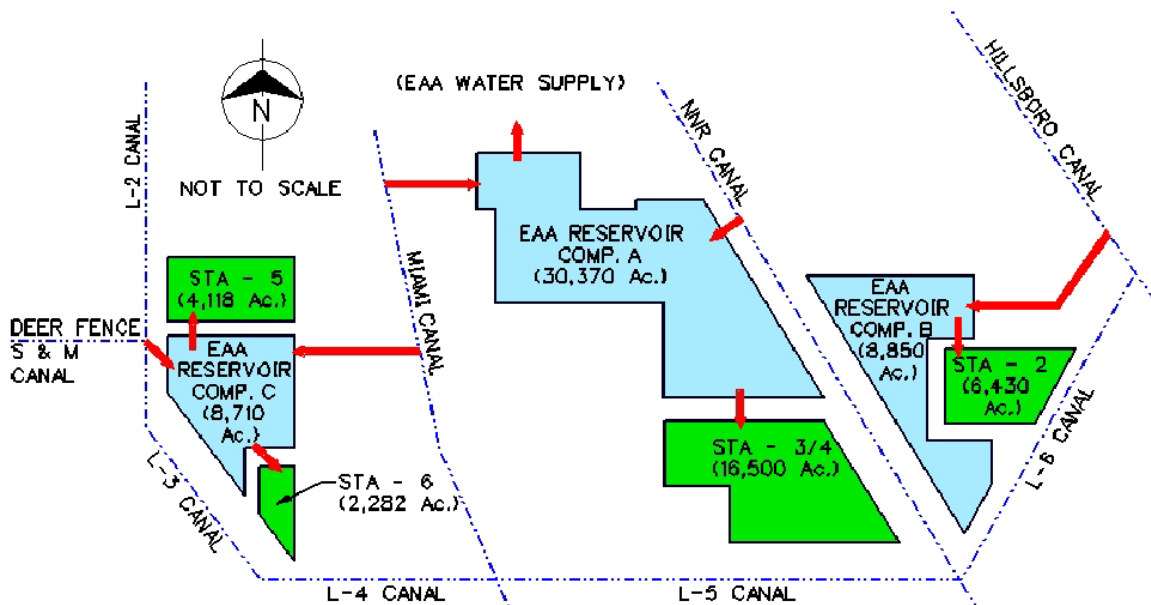 (EAA WATER SUPPLY)
HILLSBORO CANAL
NNR CANAL
L-2 CANAL
N
NOT TO SCALE
EAA RESERVOIR
COMP. A
(30,370 Ac.)
MIAMI CANAL
STA - 5
(4,118 Ac.)
EAA
RESERVOIR
COMP. B
(8,850
Ac.)
DEER FENCE
S & M
CANAL
EAA
RESERVOIR
COMP. C
(8,710
Ac.)
STA - 2
(6,430
Ac.)
STA - 3/4
(16,500 Ac.)
STA - 6
(2,282 Ac.)
L-3 CANAL
L-6 CANAL
L-4 CANAL
L-5 CANAL